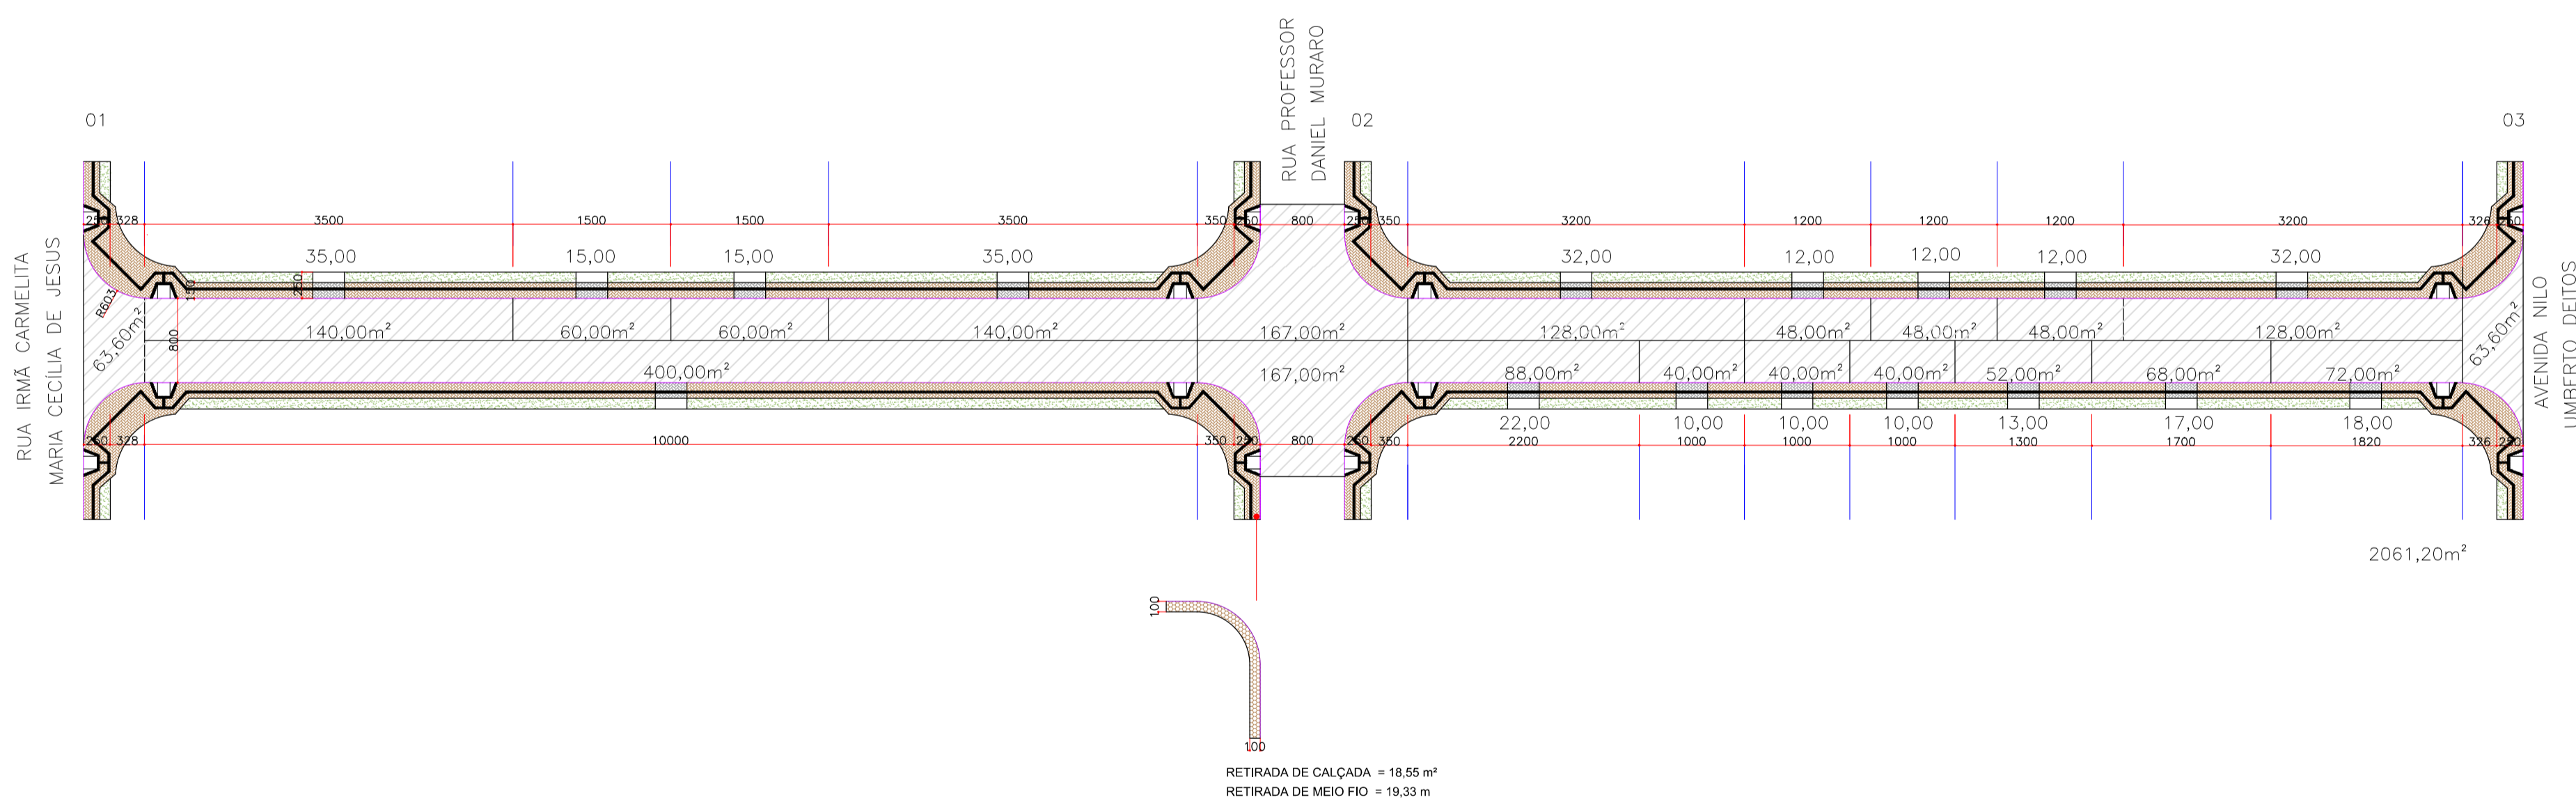 RUA IRMÃ CARMELITA
MARIA CECÍLIA DE JESUS
RUA PROFESSOR
DANIEL MURARO
AVENIDA NILO
UMBERTO DEITOS
01
02
03
250 328 3500 1500 1500 3500 350 250 800 250 350 3200 1200 1200 1200 3200 326 250
35,00 15,00 15,00 35,00 32,00 12,00 12,00 12,00 32,00
R603 150 250
63,60m² 800 140,00m² 60,00m² 60,00m² 140,00m² 167,00m² 128,00m² 48,00m² 48,00m² 48,00m² 128,00m² 63,60m²
400,00m² 167,00m² 88,00m² 40,00m² 40,00m² 40,00m² 52,00m² 68,00m² 72,00m²
22,00 10,00 10,00 10,00 13,00 17,00 18,00
250 328 10000 350 250 800 250 350 2200 1000 1000 1000 1300 1700 1820 326 250
2061,20m²
100
100
RETIRADA DE CALÇADA = 18,55 m²
RETIRADA DE MEIO FIO = 19,33 m